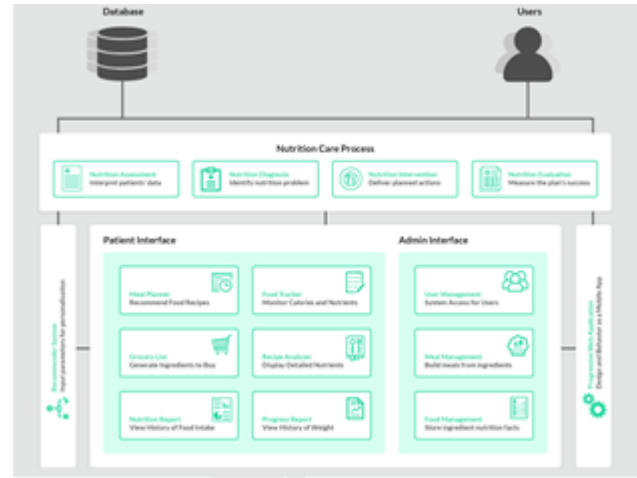 Database
Users
Nutrition Care Process
Nutrition Assessment
Interpret patients' data
Nutrition Diagnosis
Identify nutrition problem
Nutrition Intervention
Deliver planned actions
Nutrition Evaluation
Measure the plan's success
Recommender System
Input parameters for personalization
Patient Interface
Meal Planner
Recommend Food Recipes
Food Tracker
Monitor Calories and Nutrients
Grocery List
Generate Ingredients to Buy
Recipe Analyzer
Display Detailed Nutrients
Nutrition Report
View History of Food Intake
Progress Report
View History of Weight
Admin Interface
User Management
System Access for Users
Meal Management
Build meals from ingredients
Food Management
Store ingredient nutrition facts
Progressive Web Application
Design and Behavior as a Mobile App